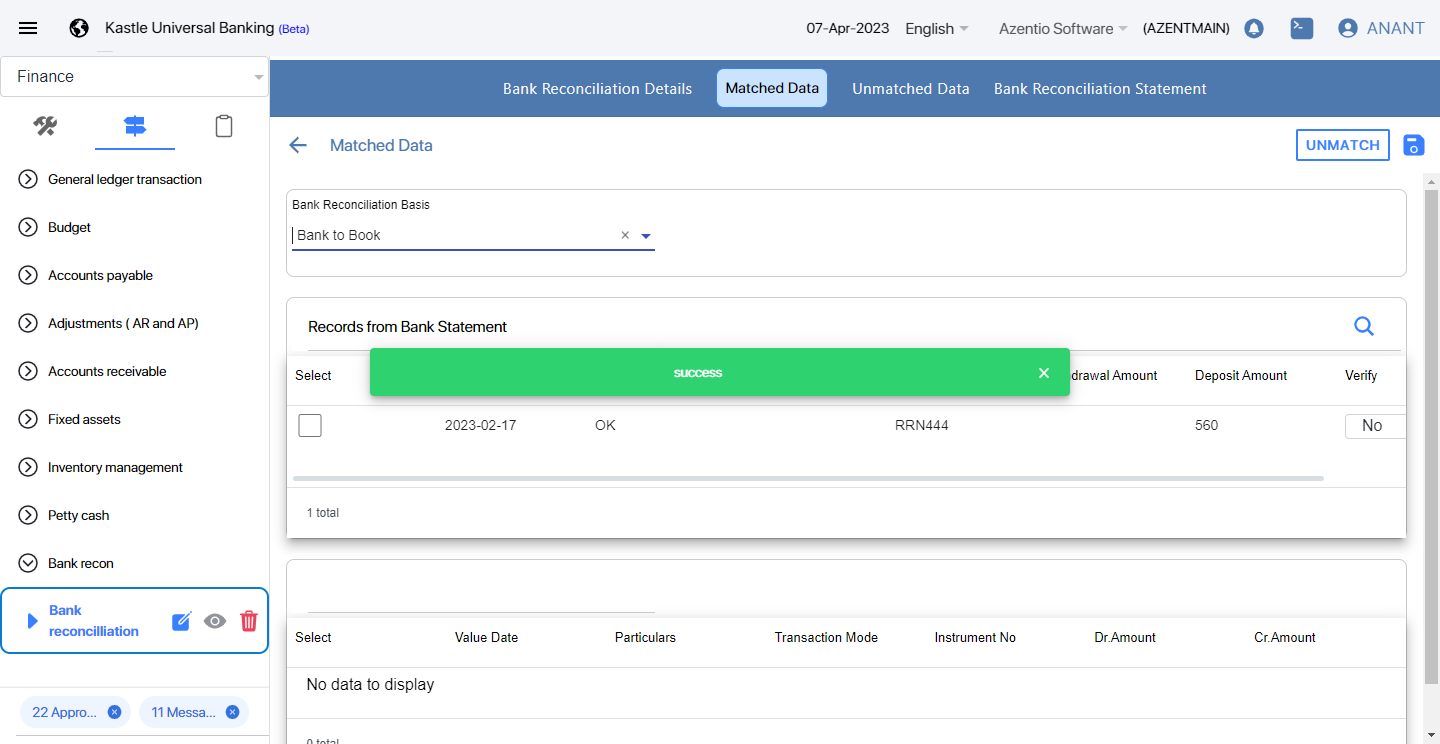 Kastle Universal Banking (Beta)
07-Apr-2023
English
Azentio Software
(AZENTMAIN)
ANANT
Finance
Bank Reconciliation Details
Matched Data
Unmatched Data
Bank Reconciliation Statement
General ledger transaction
Budget
Accounts payable
Adjustments ( AR and AP)
Accounts receivable
Fixed assets
Inventory management
Petty cash
Bank recon
Bank
reconcilliation
22 Appro...
11 Messa...
Matched Data
UNMATCH
Bank Reconciliation Basis
Bank to Book
Records from Bank Statement
success
Select
drawal Amount
Deposit Amount
Verify
2023-02-17
OK
RRN444
560
No
1 total
Select
Value Date
Particulars
Transaction Mode
Instrument No
Dr.Amount
Cr.Amount
No data to display
0 total